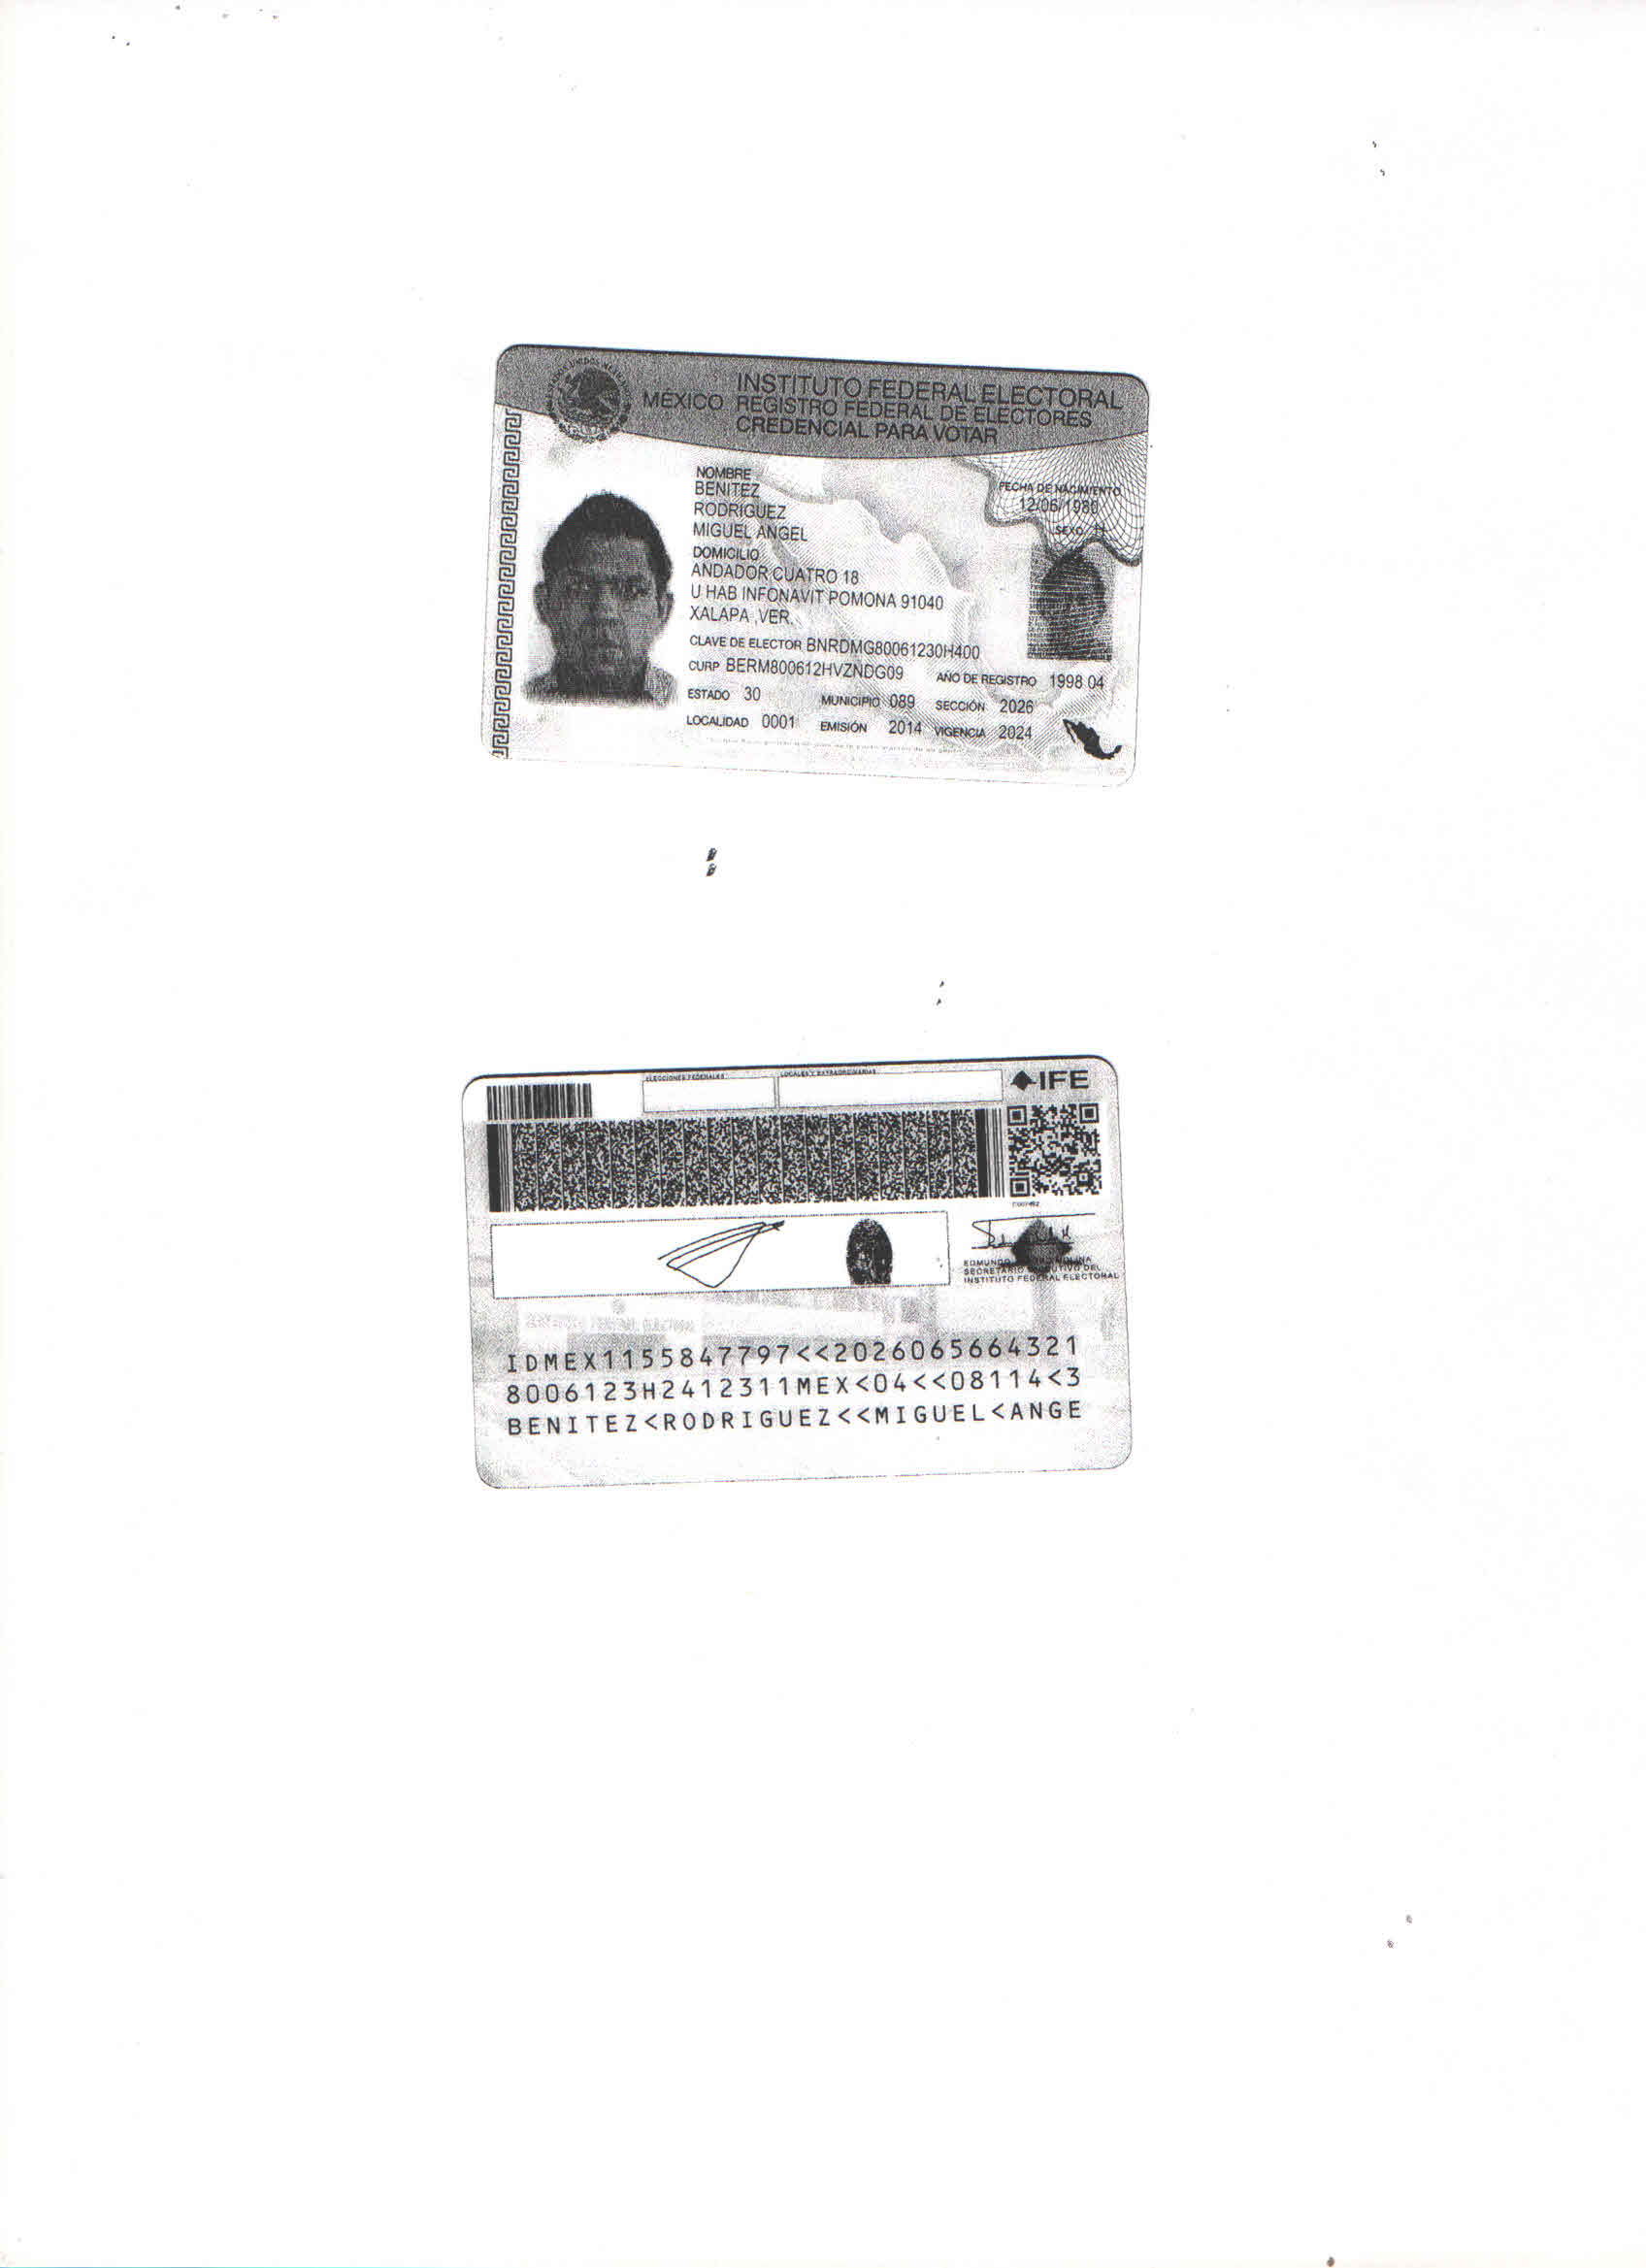 MÉXICO INSTITUTO FEDERAL ELECTORAL
REGISTRO FEDERAL DE ELECTORES
CREDENCIAL PARA VOTAR
NOMBRE
BENITEZ
RODRIGUEZ
MIGUEL ANGEL
FECHA DE NACIMIENTO
12/06/1980
SEXO H
DOMICILIO
ANDADOR CUATRO 18
U HAB INFONAVIT POMONA 91040
XALAPA ,VER.
CLAVE DE ELECTOR BNRDMG80061230H400
CURP BERM800612HVZNDG09 AÑO DE REGISTRO 1998 04
ESTADO 30 MUNICIPIO 089 SECCIÓN 2026
LOCALIDAD 0001 EMISIÓN 2014 VIGENCIA 2024
ELECCIONES FEDERALES LOCALES Y EXTRAORDINARIAS
IFE
EDMUNDO MOLINA
SECRETARIO EJECUTIVO DEL
INSTITUTO FEDERAL ELECTORAL
IDMEX1155847797<<2026065664321
8006123H2412311MEX<04<<08114<3
BENITEZ<RODRIGUEZ<<MIGUEL<ANGE